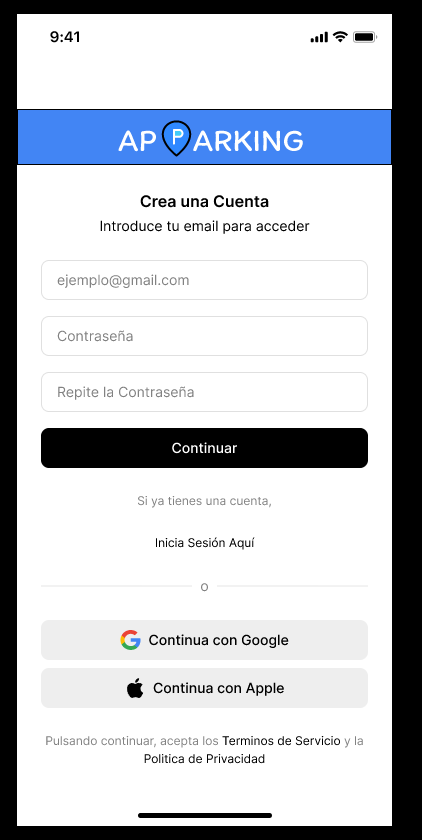 9:41
APPARKING
Crea una Cuenta
Introduce tu email para acceder
ejemplo@gmail.com
Contraseña
Repite la Contraseña
Continuar
Si ya tienes una cuenta,
Inicia Sesión Aquí
o
Continua con Google
Continua con Apple
Pulsando continuar, acepta los Terminos de Servicio y la
Politica de Privacidad